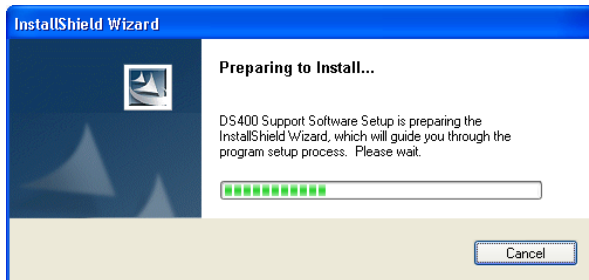 InstallShield Wizard
Preparing to Install...
DS400 Support Software Setup is preparing the
InstallShield Wizard, which will guide you through the
program setup process.  Please wait.
Cancel